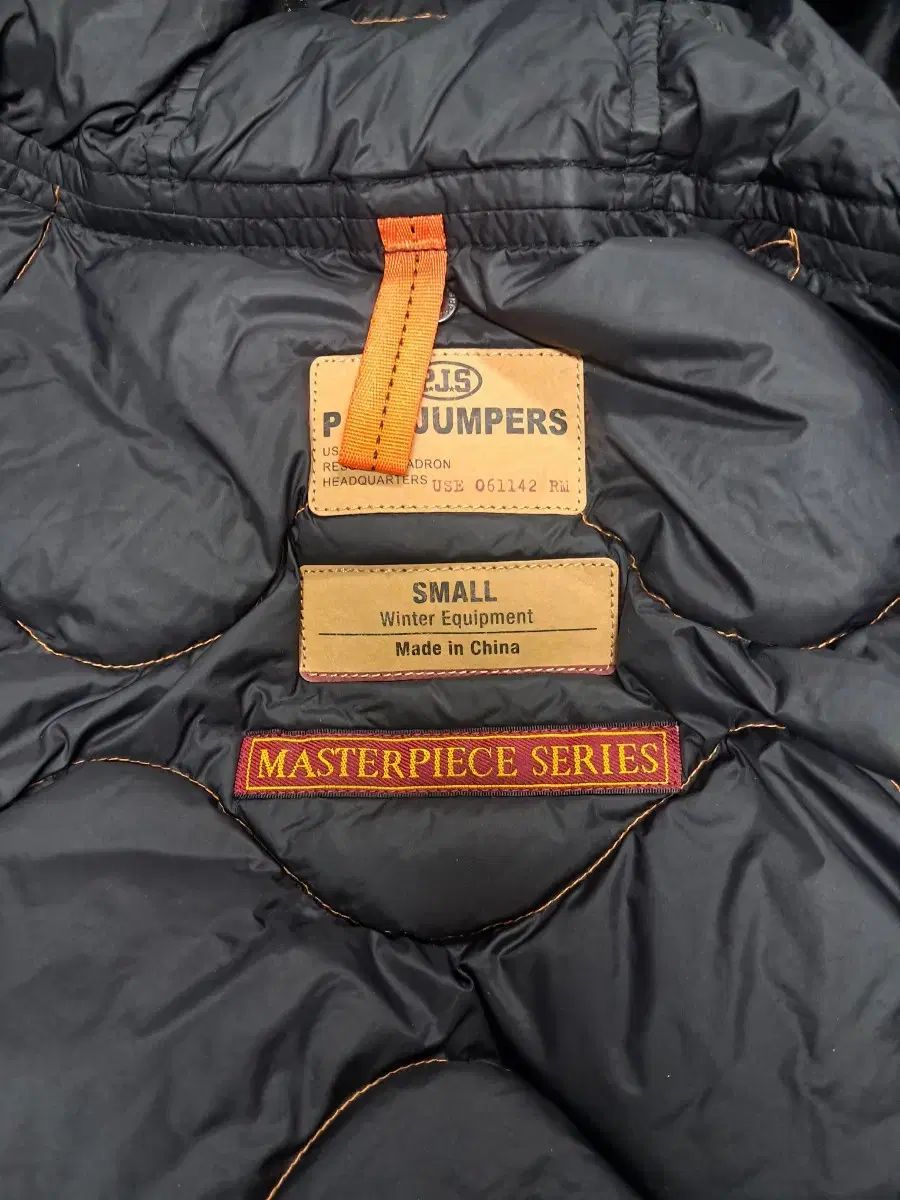 P.J.S
P JUMPERS
US
RES ADRON
HEADQUARTERS USE 061142 RM
SMALL
Winter Equipment
Made in China
MASTERPIECE SERIES